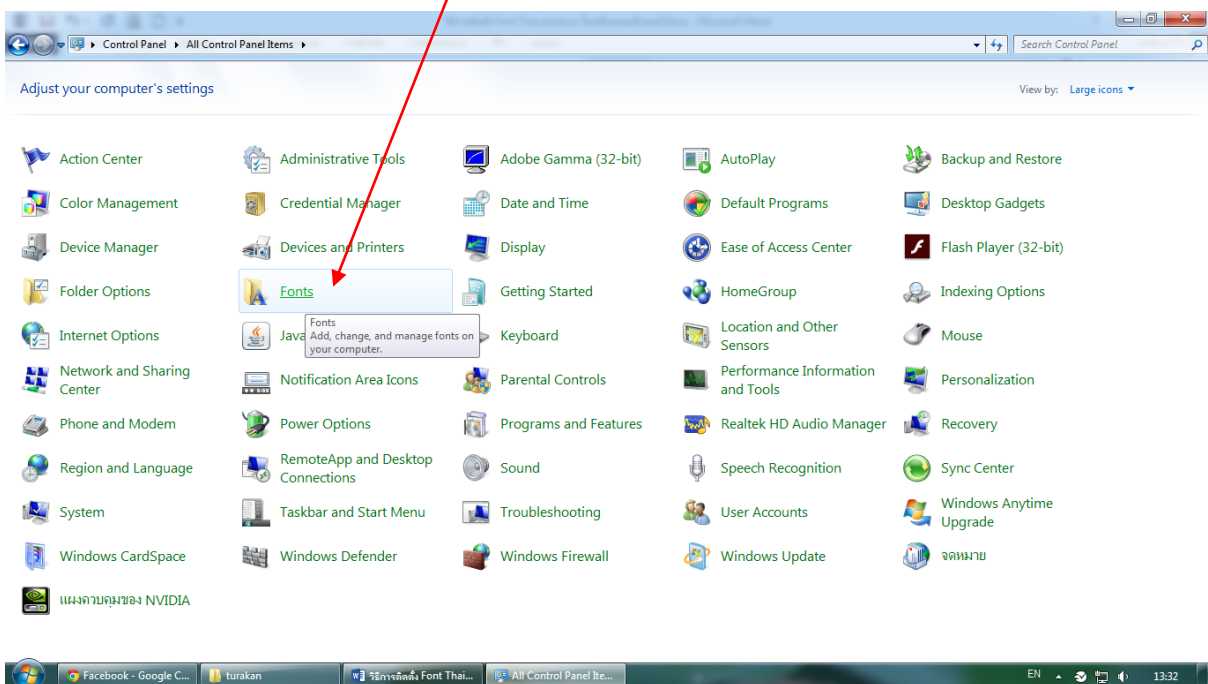 Control Panel All Control Panel Items
Search Control Panel
Adjust your computer's settings
View by: Large icons
Action Center
Administrative Tools
Adobe Gamma (32-bit)
AutoPlay
Backup and Restore
Color Management
Credential Manager
Date and Time
Default Programs
Desktop Gadgets
Device Manager
Devices and Printers
Display
Ease of Access Center
Flash Player (32-bit)
Folder Options
Fonts
Getting Started
HomeGroup
Indexing Options
Internet Options
Java
Fonts
Add, change, and manage fonts on
your computer.
Keyboard
Location and Other
Sensors
Mouse
Network and Sharing
Center
Notification Area Icons
Parental Controls
Performance Information
and Tools
Personalization
Phone and Modem
Power Options
Programs and Features
Realtek HD Audio Manager
Recovery
Region and Language
RemoteApp and Desktop
Connections
Sound
Speech Recognition
Sync Center
System
Taskbar and Start Menu
Troubleshooting
User Accounts
Windows Anytime
Upgrade
Windows CardSpace
Windows Defender
Windows Firewall
Windows Update
จดหมาย
แผงควบคุมของ NVIDIA
Facebook - Google C...
turakan
วิธีการติดตั้ง Font Thai...
All Control Panel Ite...
EN
13:32